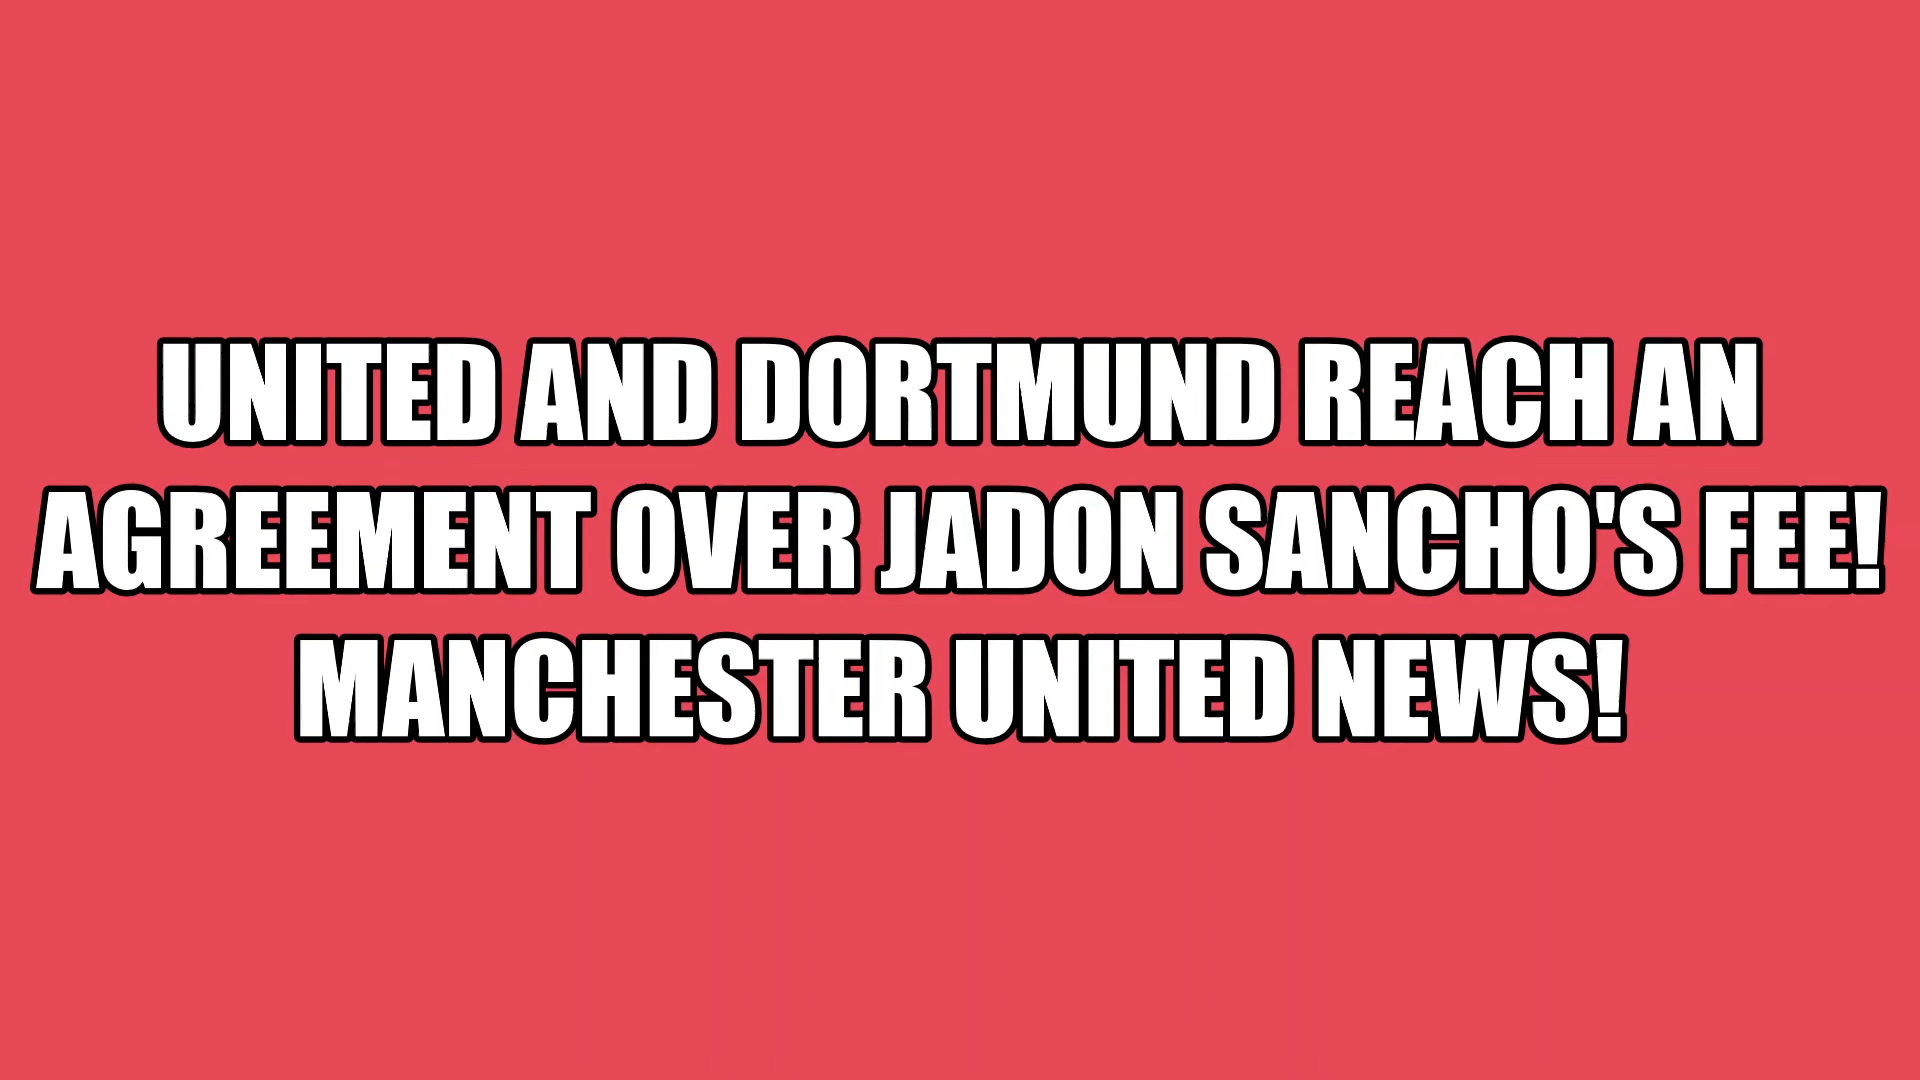 UNITED AND DORTMUND REACH AN
AGREEMENT OVER JADON SANCHO'S FEE!
MANCHESTER UNITED NEWS!